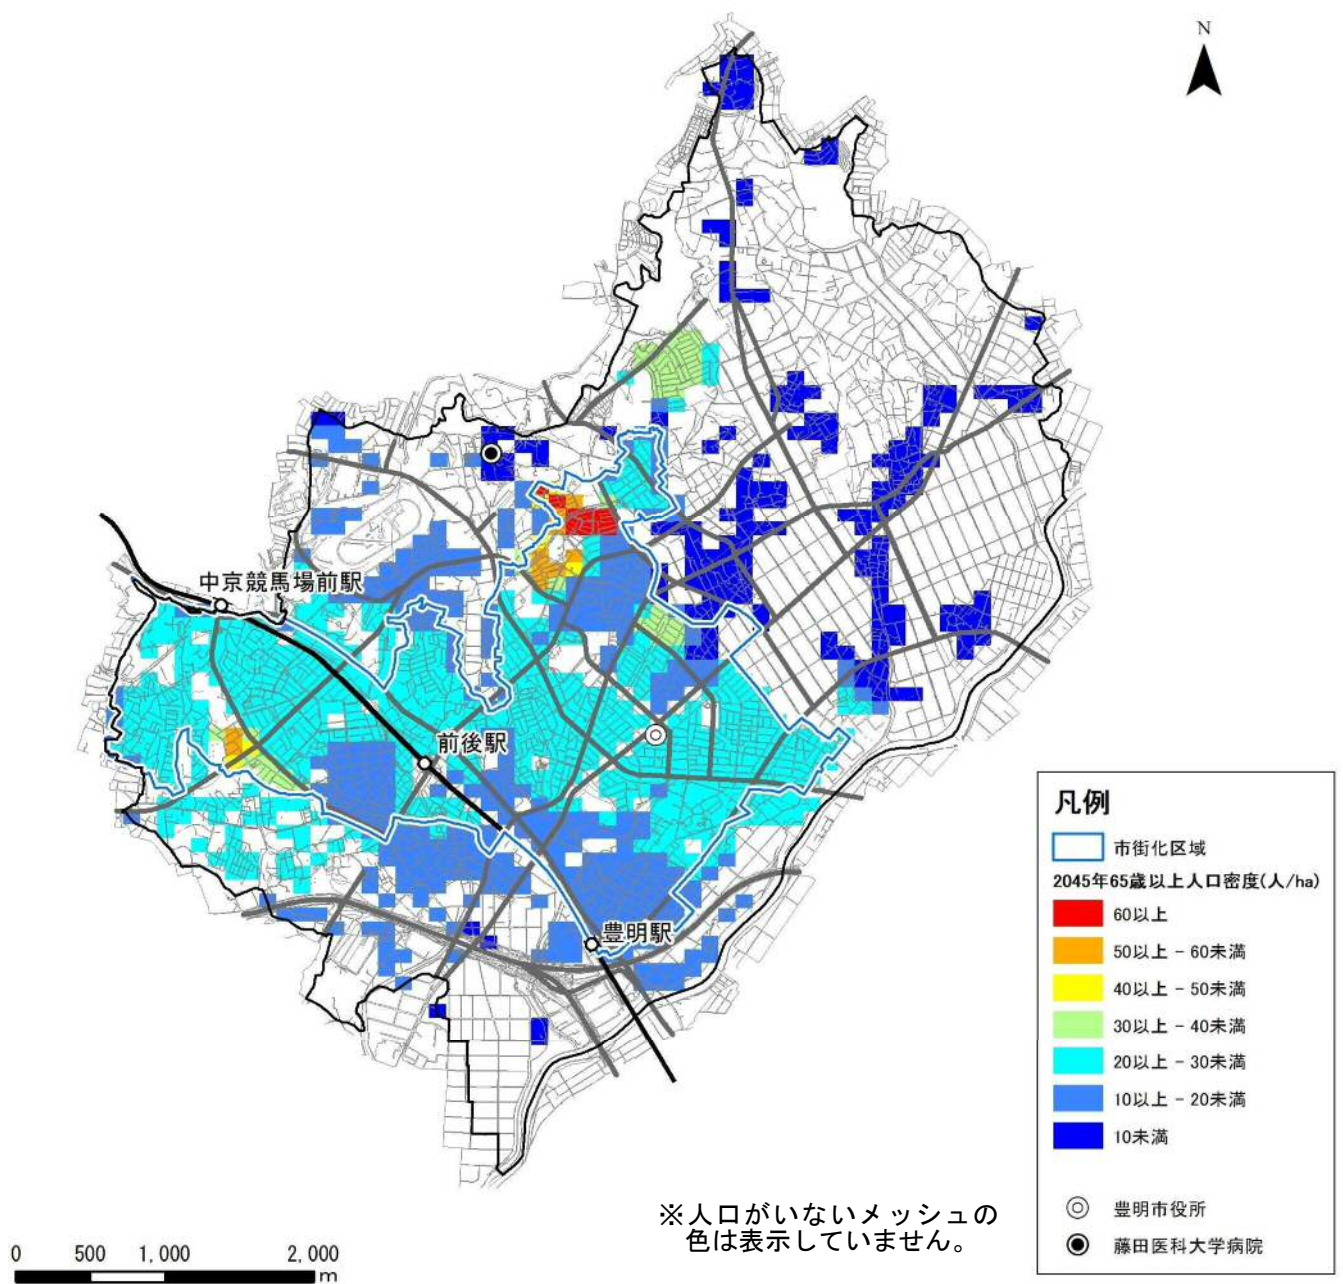 N
中京競馬場前駅
前後駅
豊明駅
凡例
市街化区域
2045年65歳以上人口密度(人/ha)
60以上
50以上 - 60未満
40以上 - 50未満
30以上 - 40未満
20以上 - 30未満
10以上 - 20未満
10未満
豊明市役所
藤田医科大学病院
※人口がいないメッシュの
色は表示していません。
0 500 1,000 2,000
m